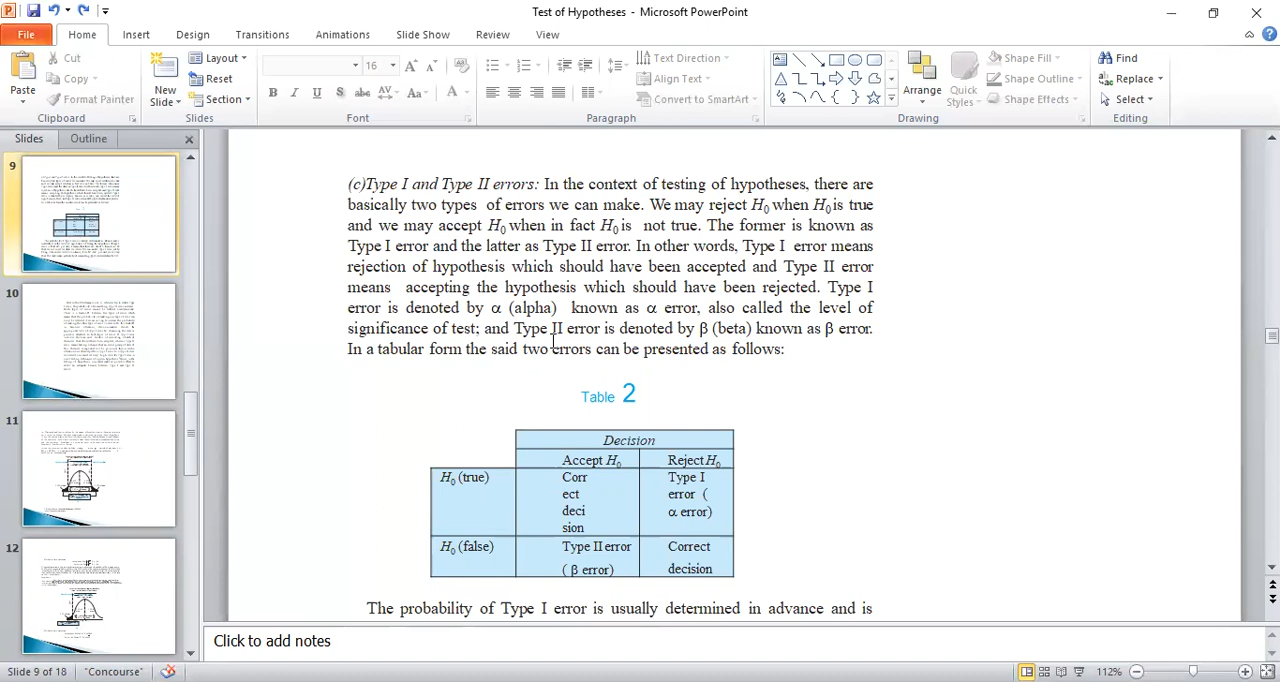 Test of Hypotheses - Microsoft PowerPoint
File Home Insert Design Transitions Animations Slide Show Review View
Cut
Copy
Format Painter
Paste
Clipboard
New
Slide
Layout
Reset
Section
Slides
16
B I U S abc AV Aa A
Font
Text Direction
Align Text
Convert to SmartArt
Paragraph
Arrange
Quick
Styles
Shape Fill
Shape Outline
Shape Effects
Drawing
Find
Replace
Select
Editing
Slides Outline
9
10
11
12
(c)Type I and Type II errors: In the context of testing of hypotheses, there are
basically two types of errors we can make. We may reject H0 when H0 is true
and we may accept H0 when in fact H0 is not true. The former is known as
Type I error and the latter as Type II error. In other words, Type I error means
rejection of hypothesis which should have been accepted and Type II error
means accepting the hypothesis which should have been rejected. Type I
error is denoted by α (alpha) known as α error, also called the level of
significance of test; and Type II error is denoted by β (beta) known as β error.
In a tabular form the said two errors can be presented as follows:
Table 2
Decision
Accept H0 Reject H0
H0 (true) Corr Type I
ect error (
deci α error)
sion
H0 (false) Type II error Correct
( β error) decision
The probability of Type I error is usually determined in advance and is
Click to add notes
Slide 9 of 18 "Concourse" 112%